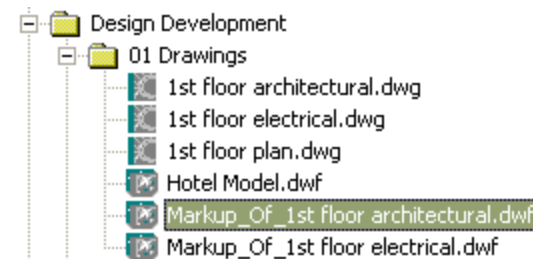 Design Development
01 Drawings
1st floor architectural.dwg
1st floor electrical.dwg
1st floor plan.dwg
Hotel Model.dwf
Markup_Of_1st floor architectural.dwf
Markup_Of_1st floor electrical.dwf